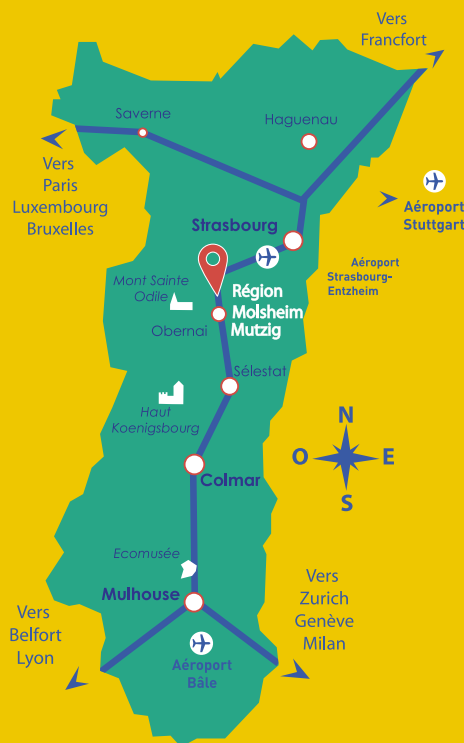 Vers
Francfort
Saverne
Haguenau
Vers
Paris
Luxembourg
Bruxelles
Aéroport
Stuttgart
Strasbourg
Aéroport
Strasbourg-
Entzheim
Mont Sainte
Odile
Région
Molsheim
Mutzig
Obernai
Sélestat
Haut
Koenigsbourg
N
O
E
S
Colmar
Ecomusée
Mulhouse
Vers
Zurich
Genève
Milan
Vers
Belfort
Lyon
Aéroport
Bâle